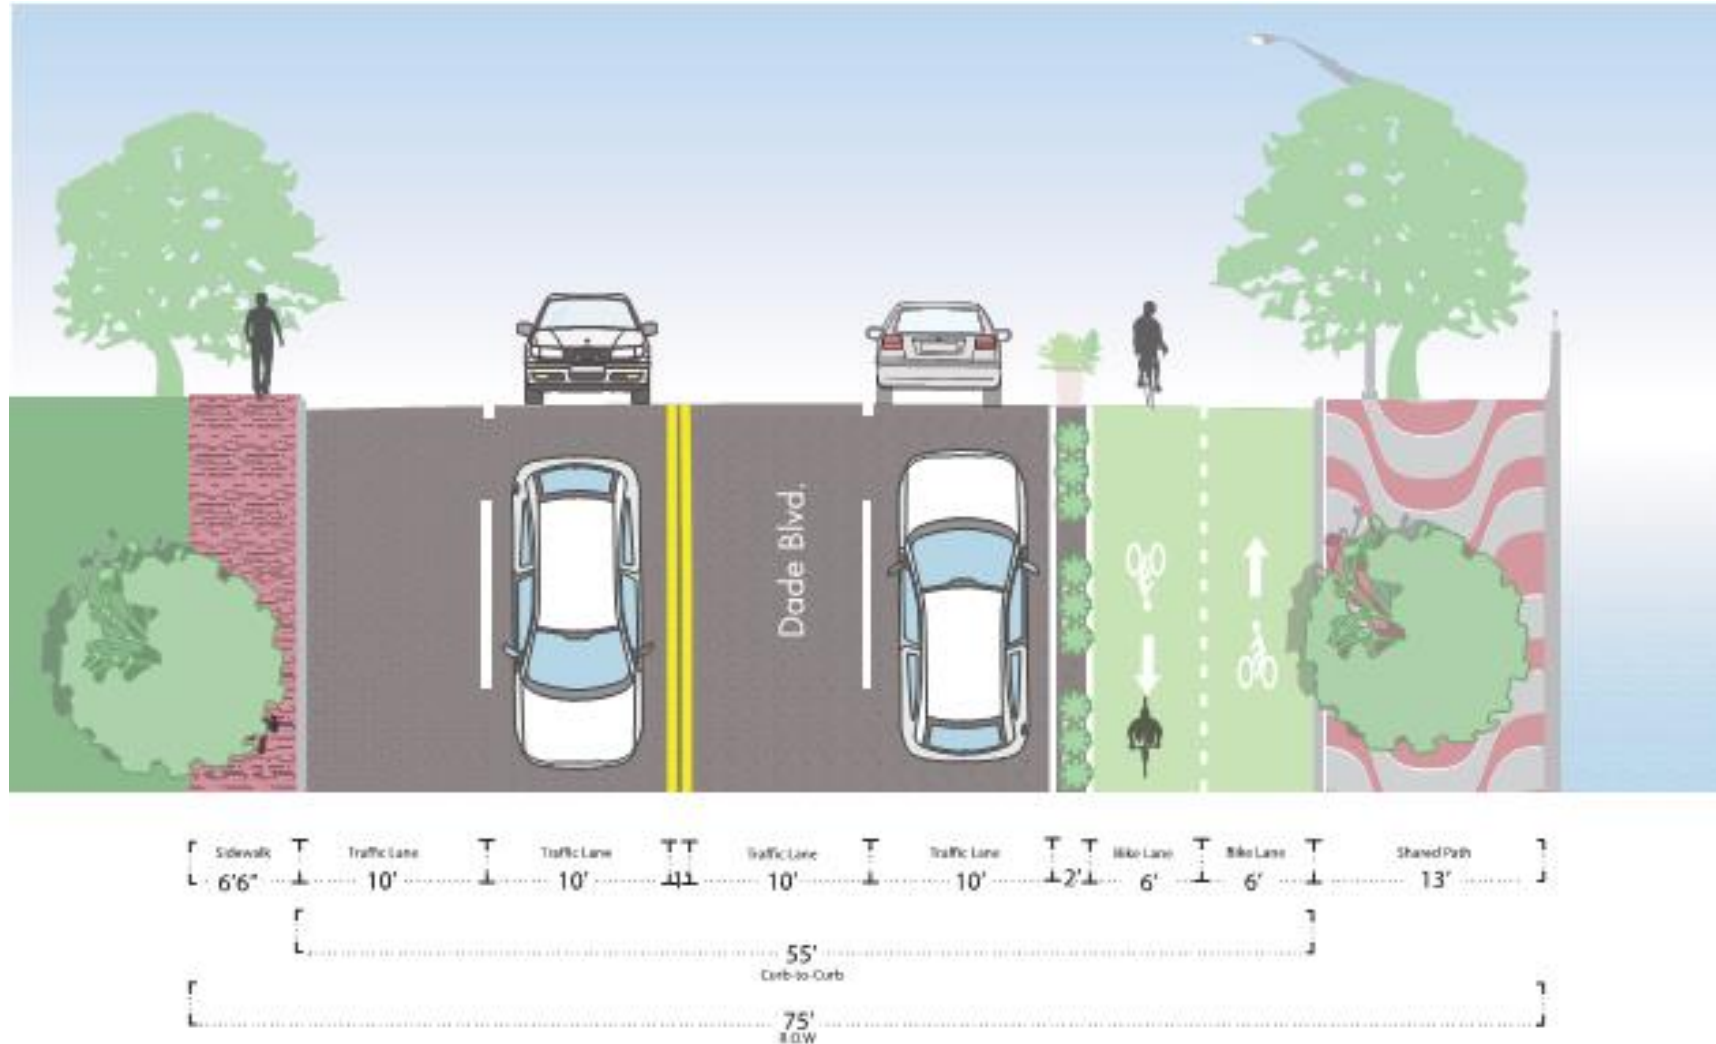 Dade Blvd.
Sidewalk Traffic Lane Traffic Lane Traffic Lane Traffic Lane Bike Lane Bike Lane Shared Path
6'6" 10' 10' 1' 10' 10' 2' 6' 6' 13'
55'
Curb-to-Curb
75'
R.O.W